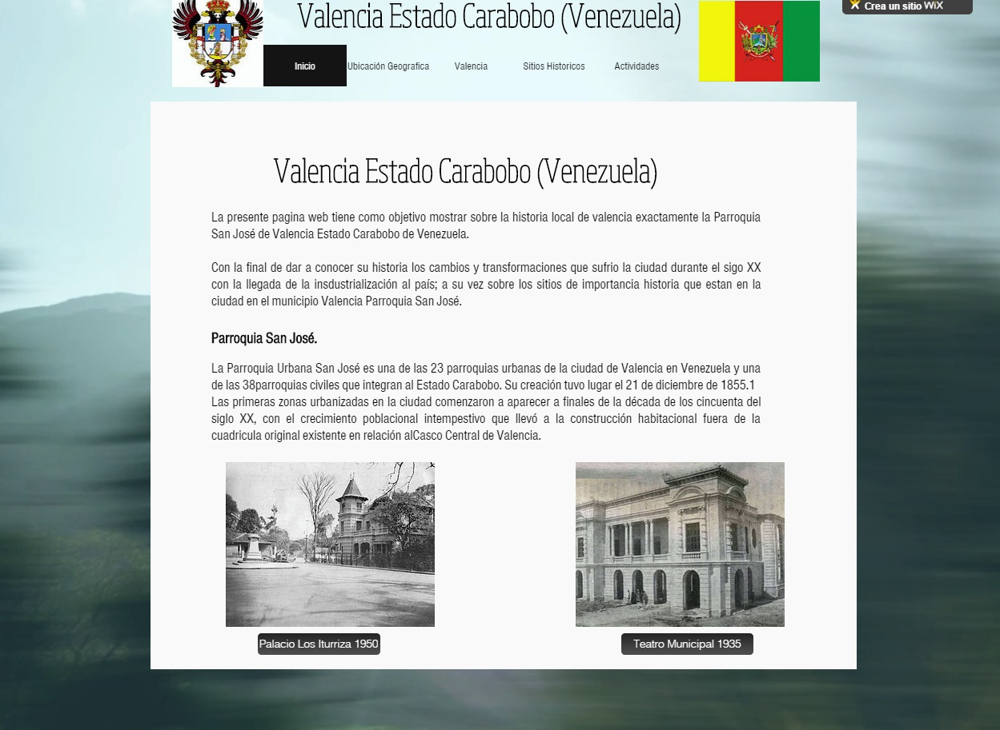 Valencia Estado Carabobo (Venezuela)
Crea un sitio WiX
Inicio
Ubicación Geografica
Valencia
Sitios Historicos
Actividades
Valencia Estado Carabobo (Venezuela)
La presente pagina web tiene como objetivo mostrar sobre la historia local de valencia exactamente la Parroquia
San José de Valencia Estado Carabobo de Venezuela.
Con la final de dar a conocer su historia los cambios y transformaciones que sufrio la ciudad durante el sigo XX
con la llegada de la insdustrialización al país; a su vez sobre los sitios de importancia historia que estan en la
ciudad en el municipio Valencia Parroquia San José.
Parroquia San José.
La Parroquia Urbana San José es una de las 23 parroquias urbanas de la ciudad de Valencia en Venezuela y una
de las 38parroquias civiles que integran al Estado Carabobo. Su creación tuvo lugar el 21 de diciembre de 1855.1
Las primeras zonas urbanizadas en la ciudad comenzaron a aparecer a finales de la década de los cincuenta del
siglo XX, con el crecimiento poblacional intempestivo que llevó a la construcción habitacional fuera de la
cuadricula original existente en relación alCasco Central de Valencia.
Palacio Los Iturriza 1950
Teatro Municipal 1935